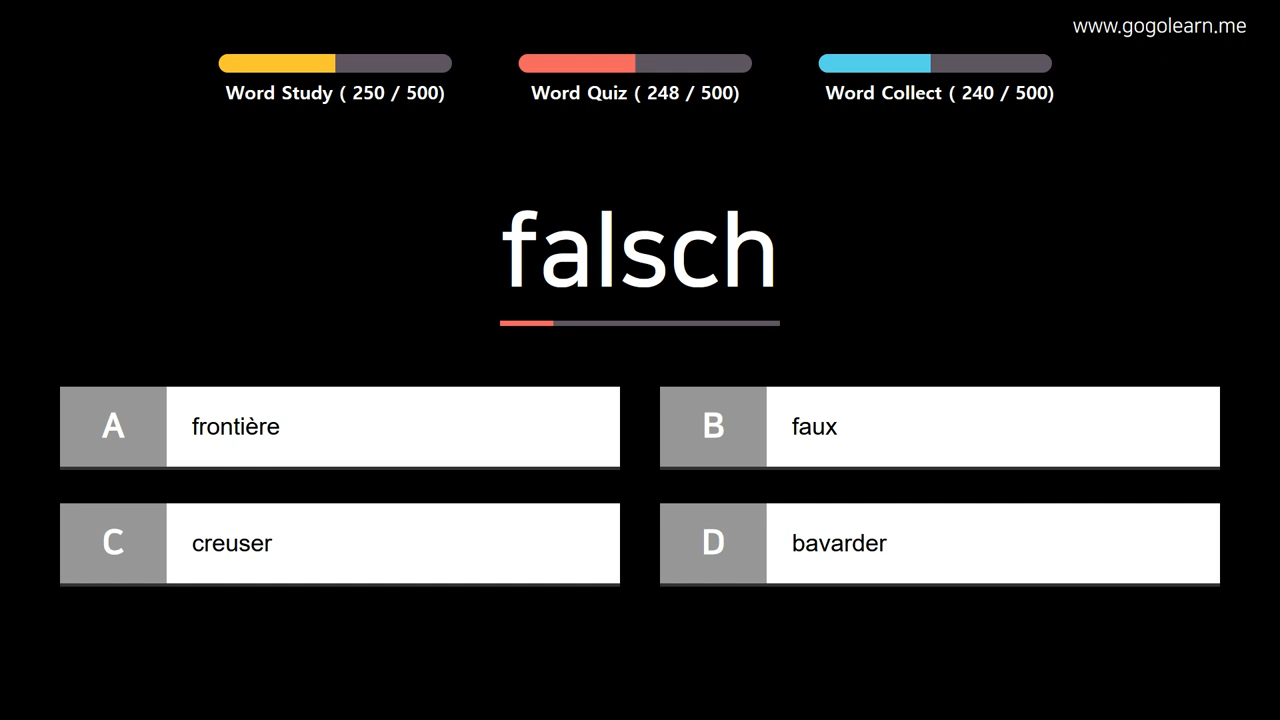 www.gogolearn.me
Word Study ( 250 / 500)
Word Quiz ( 248 / 500)
Word Collect ( 240 / 500)
falsch
A
frontière
B
faux
C
creuser
D
bavarder